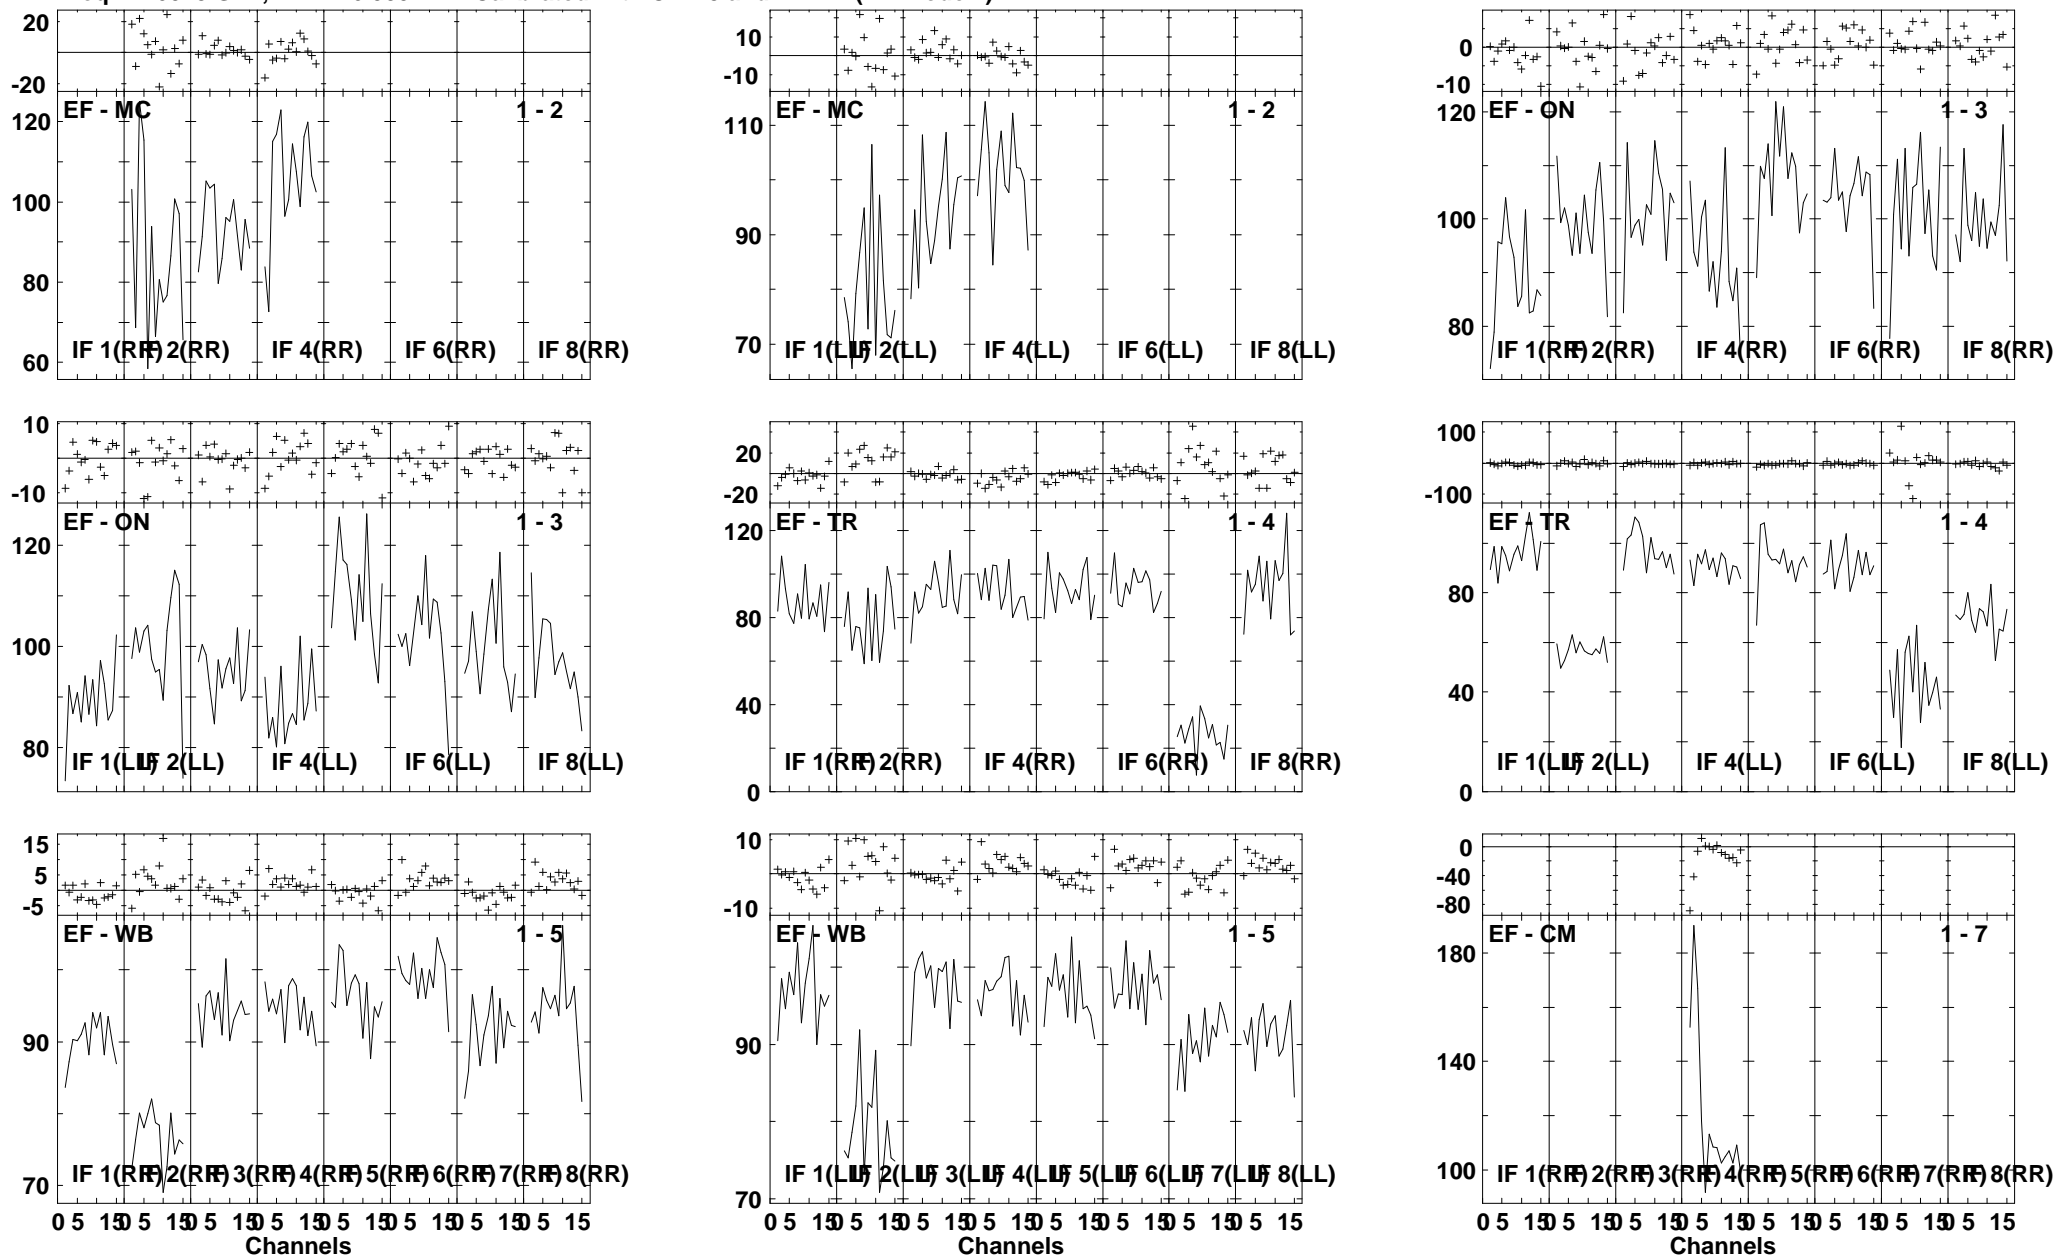 20
0
-20
EF - MC 1 - 2
120
100
80
60
IF 1(RR) IF 2(RR) IF 4(RR) IF 6(RR) IF 8(RR)
10
0
-10
EF - MC 1 - 2
110
90
70
IF 1(LL) IF 2(LL) IF 4(LL) IF 6(LL) IF 8(LL)
0
-10
EF - ON 1 - 3
120
100
80
IF 1(RR) IF 2(RR) IF 4(RR) IF 6(RR) IF 8(RR)
10
0
-10
EF - ON 1 - 3
120
100
80
IF 1(LL) IF 2(LL) IF 4(LL) IF 6(LL) IF 8(LL)
20
0
-20
EF - TR 1 - 4
120
80
40
0
IF 1(RR) IF 2(RR) IF 4(RR) IF 6(RR) IF 8(RR)
100
0
-100
EF - TR 1 - 4
80
40
0
IF 1(LL) IF 2(LL) IF 4(LL) IF 6(LL) IF 8(LL)
15
5
-5
EF - WB 1 - 5
90
70
IF 1(RR) IF 2(RR) IF 3(RR) IF 4(RR) IF 5(RR) IF 6(RR) IF 7(RR) IF 8(RR)
0 5 15 0 5 15 0 5 15 0 5 15 0 5 15 0 5 15 0 5 15 0 5 15
Channels
10
0
-10
EF - WB 1 - 5
90
70
IF 1(LL) IF 2(LL) IF 3(LL) IF 4(LL) IF 5(LL) IF 6(LL) IF 7(LL) IF 8(LL)
0 5 15 0 5 15 0 5 15 0 5 15 0 5 15 0 5 15 0 5 15 0 5 15
Channels
0
-40
-80
EF - CM 1 - 7
180
140
100
IF 1(RR) IF 2(RR) IF 3(RR) IF 4(RR) IF 5(RR) IF 6(RR) IF 7(RR) IF 8(RR)
0 5 15 0 5 15 0 5 15 0 5 15 0 5 15 0 5 15 0 5 15 0 5 15
Channels